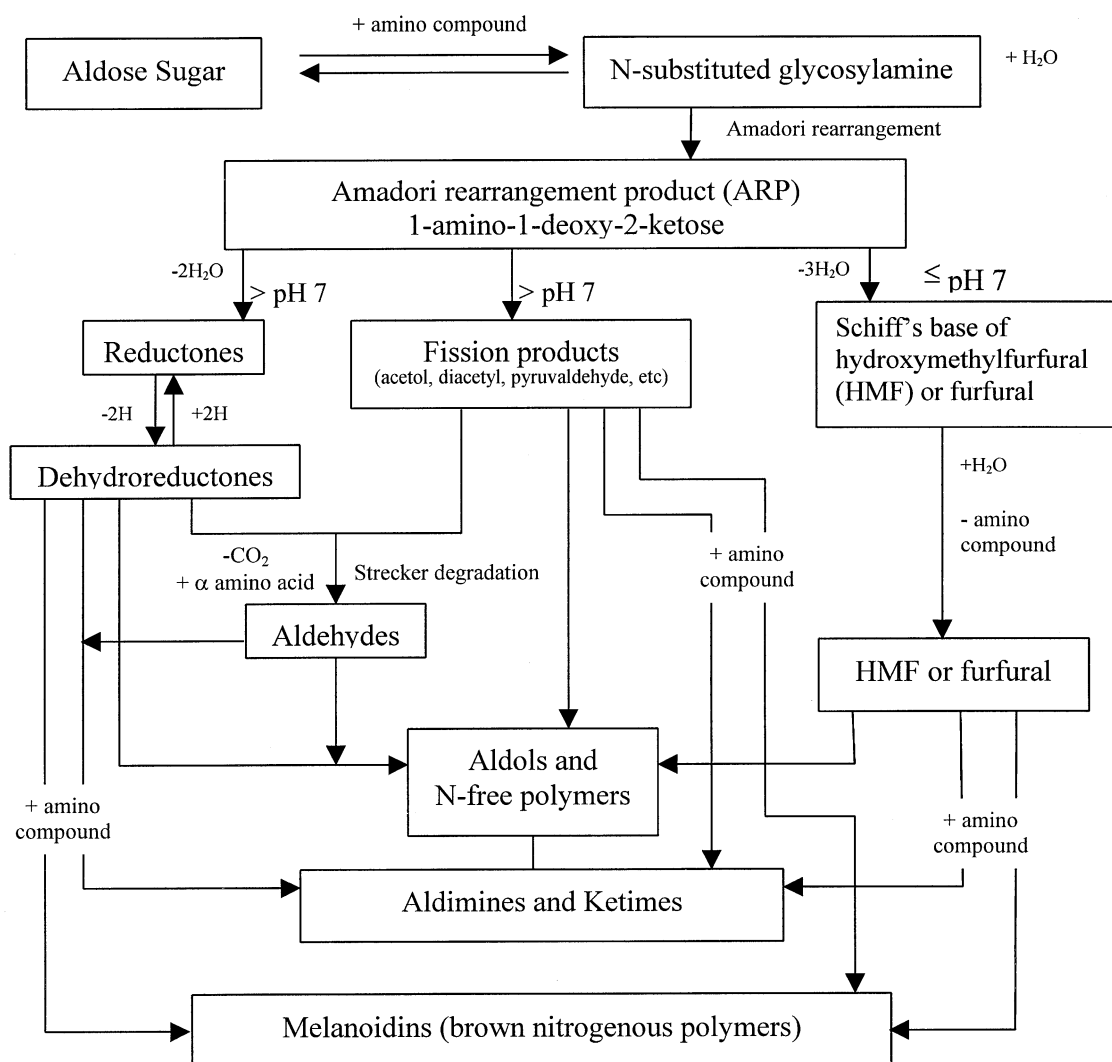 + amino compound
Aldose Sugar
N-substituted glycosylamine
+ H₂O
Amadori rearrangement
Amadori rearrangement product (ARP)
1-amino-1-deoxy-2-ketose
-2H₂O
> pH 7
> pH 7
-3H₂O
≤ pH 7
Reductones
Fission products
(acetol, diacetyl, pyruvaldehyde, etc)
Schiff's base of
hydroxymethylfurfural
(HMF) or furfural
-2H
+2H
Dehydroreductones
+H₂O
- amino
compound
-CO₂
+ α amino acid
Strecker degradation
+ amino
compound
Aldehydes
HMF or furfural
Aldols and
N-free polymers
+ amino
compound
+ amino
compound
Aldimines and Ketimes
Melanoidins (brown nitrogenous polymers)